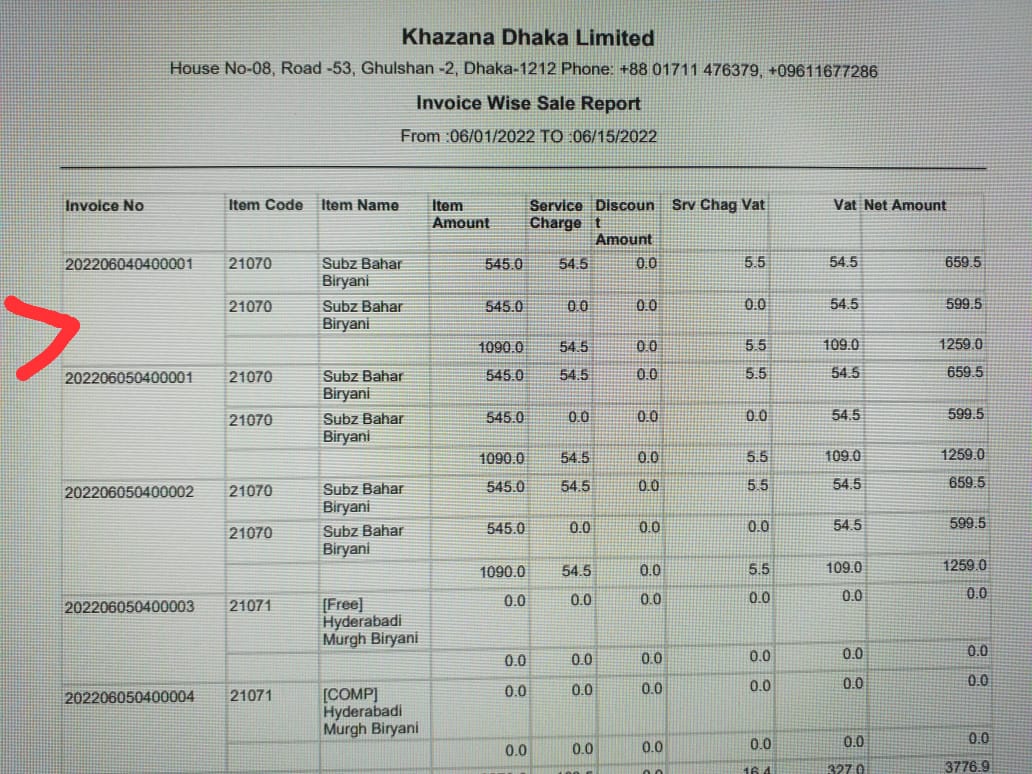 Khazana Dhaka Limited
House No-08, Road -53, Ghulshan -2, Dhaka-1212 Phone: +88 01711 476379, +09611677286
Invoice Wise Sale Report
From :06/01/2022 TO :06/15/2022
Invoice No Item Code Item Name Item Service Discoun Srv Chag Vat Vat Net Amount
Amount Charge t
Amount
202206040400001 21070 Subz Bahar 545.0 54.5 0.0 5.5 54.5 659.5
Biryani
21070 Subz Bahar 545.0 0.0 0.0 0.0 54.5 599.5
Biryani
1090.0 54.5 0.0 5.5 109.0 1259.0
202206050400001 21070 Subz Bahar 545.0 54.5 0.0 5.5 54.5 659.5
Biryani
21070 Subz Bahar 545.0 0.0 0.0 0.0 54.5 599.5
Biryani
1090.0 54.5 0.0 5.5 109.0 1259.0
202206050400002 21070 Subz Bahar 545.0 54.5 0.0 5.5 54.5 659.5
Biryani
21070 Subz Bahar 545.0 0.0 0.0 0.0 54.5 599.5
Biryani
1090.0 54.5 0.0 5.5 109.0 1259.0
202206050400003 21071 [Free] 0.0 0.0 0.0 0.0 0.0 0.0
Hyderabadi
Murgh Biryani
0.0 0.0 0.0 0.0 0.0 0.0
202206050400004 21071 [COMP] 0.0 0.0 0.0 0.0 0.0 0.0
Hyderabadi
Murgh Biryani
0.0 0.0 0.0 0.0 0.0 0.0
0.0 16.4 327.0 3776.9